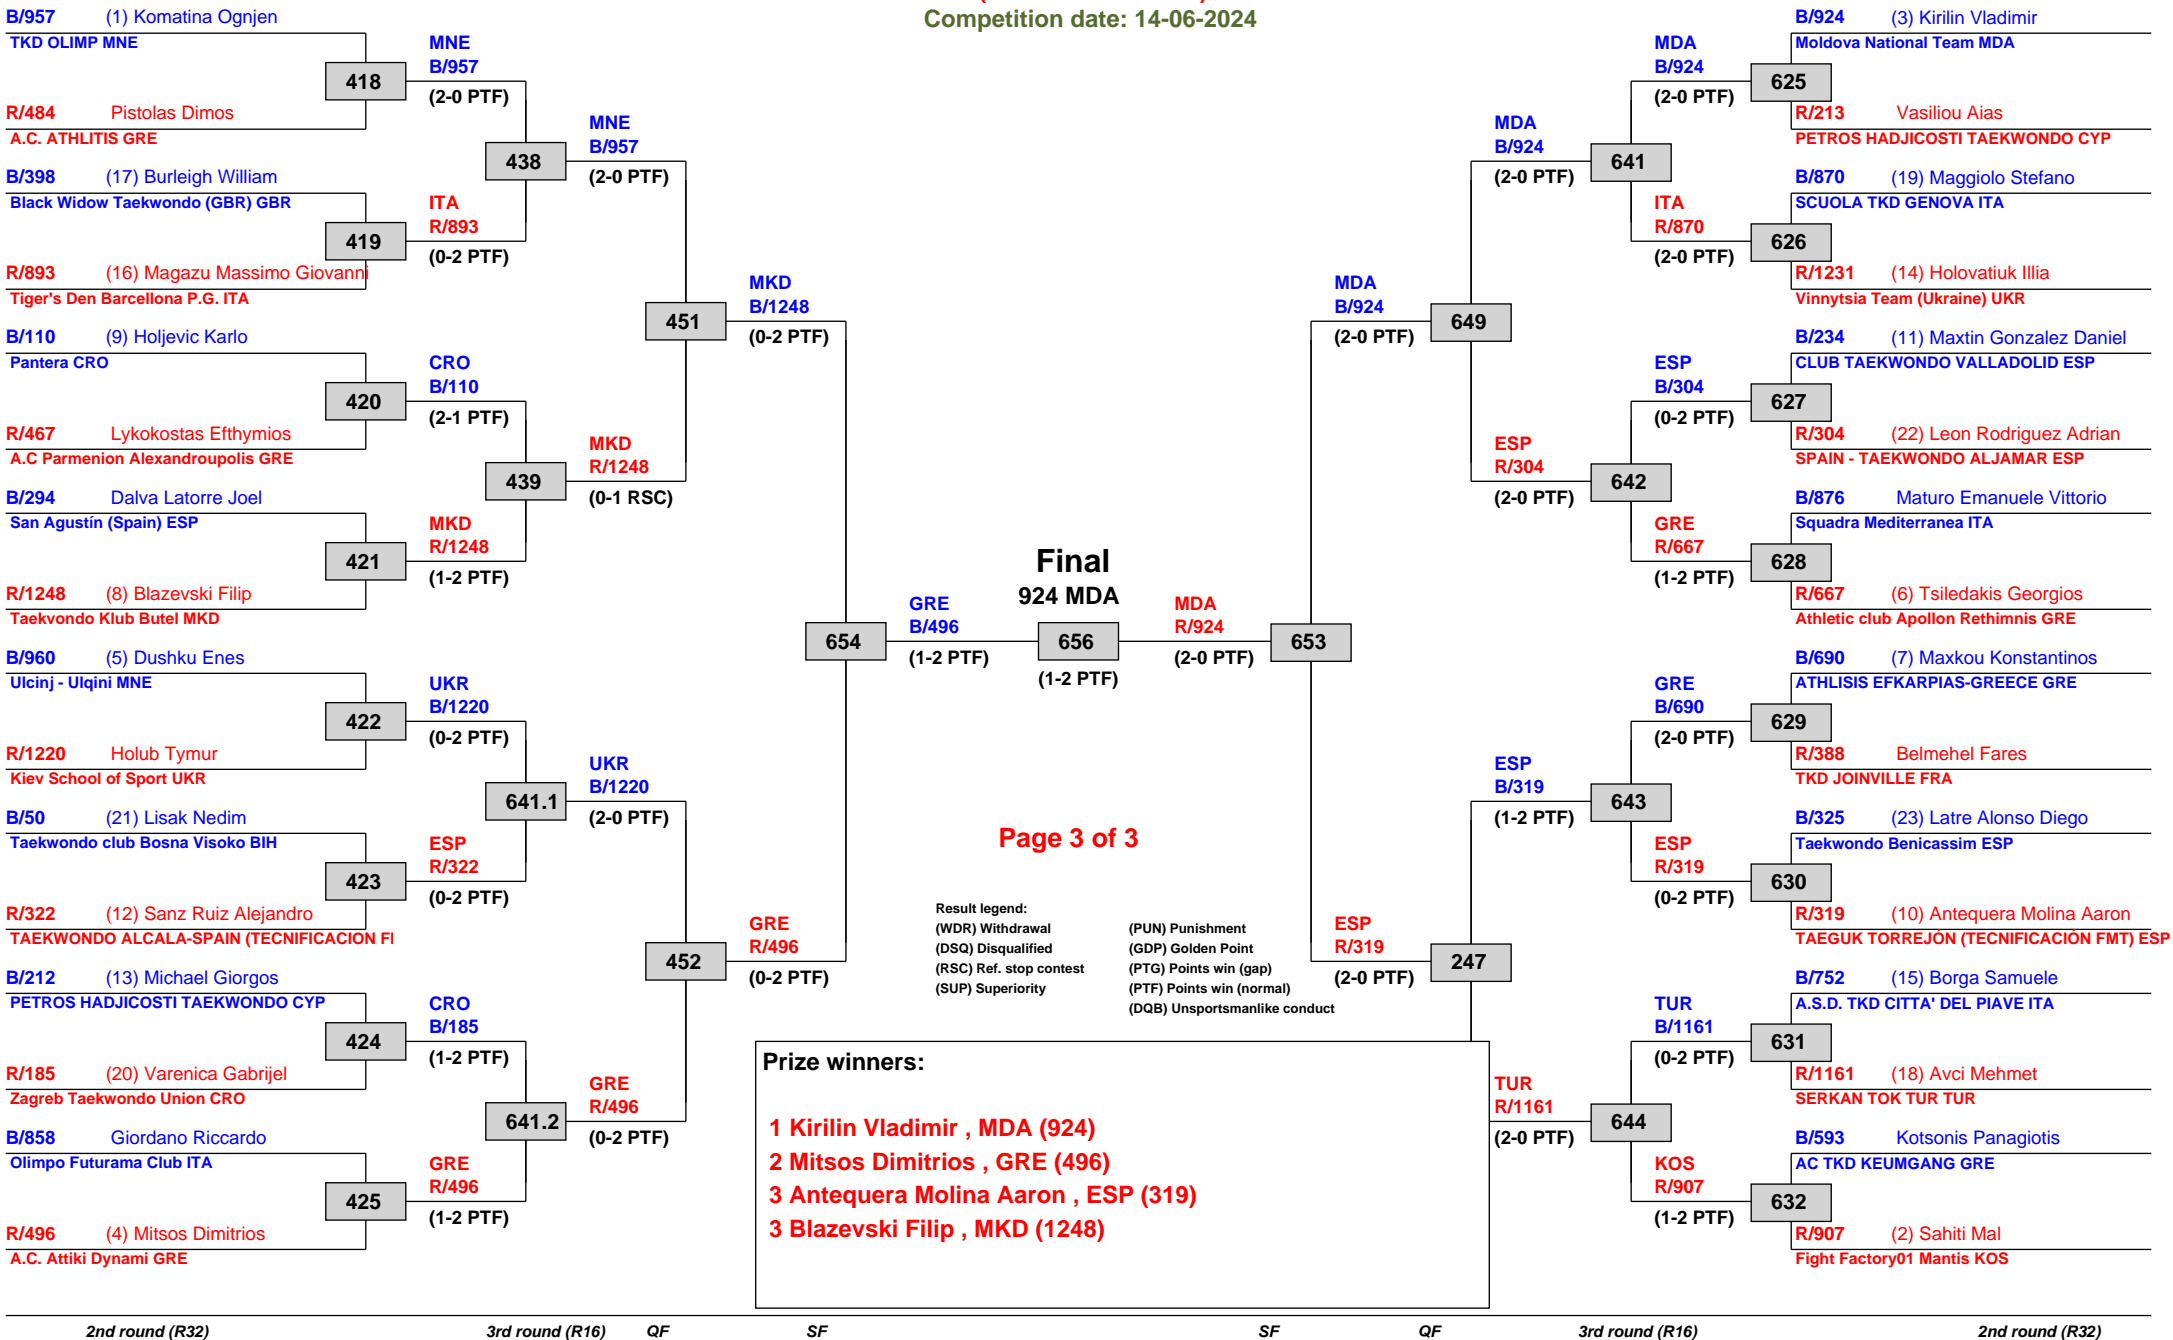 Competition date: 14-06-2024
B/957 (1) Komatina Ognjen
TKD OLIMP MNE
418
R/484 Pistolas Dimos
A.C. ATHLITIS GRE
B/398 (17) Burleigh William
Black Widow Taekwondo (GBR) GBR
419
R/893 (16) Magazu Massimo Giovanni
Tiger's Den Barcellona P.G. ITA
B/110 (9) Holjevic Karlo
Pantera CRO
420
R/467 Lykokostas Efthymios
A.C Parmenion Alexandroupolis GRE
B/294 Dalva Latorre Joel
San Agustín (Spain) ESP
421
R/1248 (8) Blazevski Filip
Taekvondo Klub Butel MKD
B/960 (5) Dushku Enes
Ulcinj - Ulqini MNE
422
R/1220 Holub Tymur
Kiev School of Sport UKR
B/50 (21) Lisak Nedim
Taekwondo club Bosna Visoko BIH
423
R/322 (12) Sanz Ruiz Alejandro
TAEKWONDO ALCALA-SPAIN (TECNIFICACION
B/212 (13) Michael Giorgos
PETROS HADJICOSTI TAEKWONDO CYP
424
R/185 (20) Varenica Gabrijel
Zagreb Taekwondo Union CRO
B/858 Giordano Riccardo
Olimpo Futurama Club ITA
425
R/496 (4) Mitsos Dimitrios
A.C. Attiki Dynami GRE
MNE
B/957
(2-0 PTF)
438
ITA
R/893
(0-2 PTF)
CRO
B/110
(2-1 PTF)
439
MKD
R/1248
(1-2 PTF)
UKR
B/1220
(0-2 PTF)
641.1
ESP
R/322
(0-2 PTF)
CRO
B/185
(1-2 PTF)
641.2
GRE
R/496
(1-2 PTF)
MNE
B/957
(2-0 PTF)
451
MKD
R/1248
(0-1 RSC)
UKR
B/1220
(2-0 PTF)
452
GRE
R/496
(0-2 PTF)
MKD
B/1248
(0-2 PTF)
654
GRE
R/496
(0-2 PTF)
GRE
B/496
(1-2 PTF)
Final
924 MDA
656
(1-2 PTF)
MDA
R/924
(2-0 PTF)
653
MDA
B/924
(2-0 PTF)
649
ESP
R/319
(2-0 PTF)
247
MDA
B/924
(2-0 PTF)
641
ESP
R/304
(2-0 PTF)
642
ESP
B/319
(1-2 PTF)
643
TUR
R/1161
(2-0 PTF)
644
MDA
B/924
(2-0 PTF)
625
ITA
R/870
(2-0 PTF)
626
ESP
B/304
(0-2 PTF)
627
GRE
R/667
(1-2 PTF)
628
GRE
B/690
(2-0 PTF)
629
ESP
R/319
(0-2 PTF)
630
TUR
B/1161
(0-2 PTF)
631
KOS
R/907
(1-2 PTF)
632
B/924 (3) Kirilin Vladimir
Moldova National Team MDA
R/213 Vasiliou Aias
PETROS HADJICOSTI TAEKWONDO CYP
B/870 (19) Maggiolo Stefano
SCUOLA TKD GENOVA ITA
R/1231 (14) Holovatiuk Illia
Vinnytsia Team (Ukraine) UKR
B/234 (11) Maxtin Gonzalez Daniel
CLUB TAEKWONDO VALLADOLID ESP
R/304 (22) Leon Rodriguez Adrian
SPAIN - TAEKWONDO ALJAMAR ESP
B/876 Maturo Emanuele Vittorio
Squadra Mediterranea ITA
R/667 (6) Tsiledakis Georgios
Athletic club Apollon Rethimnis GRE
B/690 (7) Maxkou Konstantinos
ATHLISIS EFKARPIAS-GREECE GRE
R/388 Belmehel Fares
TKD JOINVILLE FRA
B/325 (23) Latre Alonso Diego
Taekwondo Benicassim ESP
R/319 (10) Antequera Molina Aaron
TAEGUK TORREJÓN (TECNIFICACIÓN FMT) ESP
B/752 (15) Borga Samuele
A.S.D. TKD CITTA' DEL PIAVE ITA
R/1161 (18) Avci Mehmet
SERKAN TOK TUR TUR
B/593 Kotsonis Panagiotis
AC TKD KEUMGANG GRE
R/907 (2) Sahiti Mal
Fight Factory01 Mantis KOS
Page 3 of 3
Result legend:
(WDR) Withdrawal (PUN) Punishment
(DSQ) Disqualified (GDP) Golden Point
(RSC) Ref. stop contest (PTG) Points win (gap)
(SUP) Superiority (PTF) Points win (normal)
(DQB) Unsportsmanlike conduct
Prize winners:
1 Kirilin Vladimir , MDA (924)
2 Mitsos Dimitrios , GRE (496)
3 Antequera Molina Aaron , ESP (319)
3 Blazevski Filip , MKD (1248)
2nd round (R32) 3rd round (R16) QF SF SF QF 3rd round (R16) 2nd round (R32)